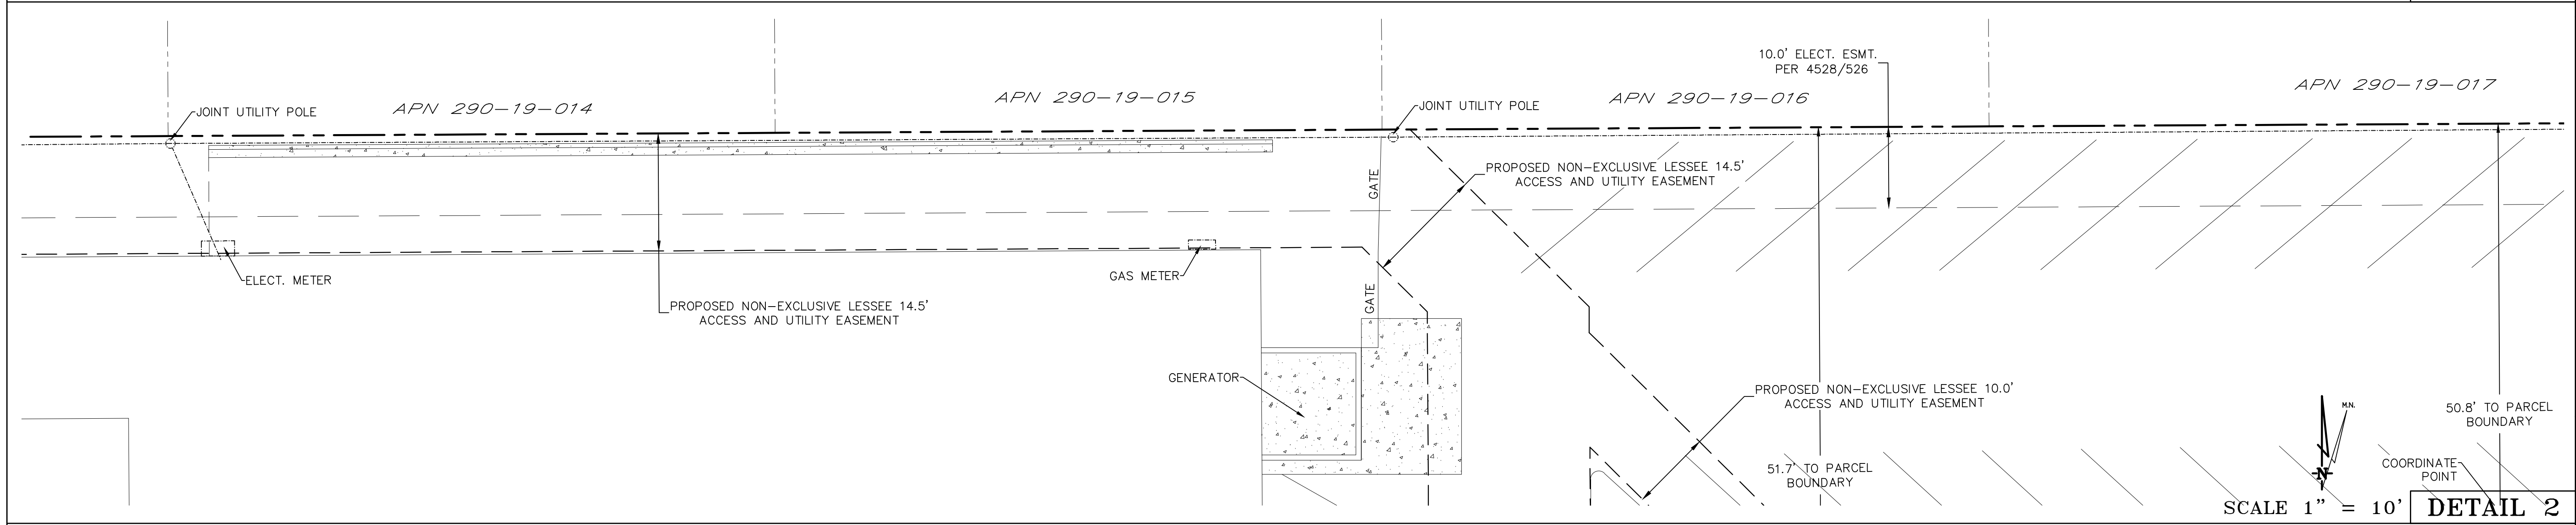 10.0' ELECT. ESMT.
PER 4528/526
APN 290-19-014
APN 290-19-015
APN 290-19-016
APN 290-19-017
JOINT UTILITY POLE
JOINT UTILITY POLE
GATE
PROPOSED NON-EXCLUSIVE LESSEE 14.5'
ACCESS AND UTILITY EASEMENT
ELECT. METER
GAS METER
GATE
PROPOSED NON-EXCLUSIVE LESSEE 14.5'
ACCESS AND UTILITY EASEMENT
GENERATOR
PROPOSED NON-EXCLUSIVE LESSEE 10.0'
ACCESS AND UTILITY EASEMENT
51.7' TO PARCEL
BOUNDARY
M.N.
N
50.8' TO PARCEL
BOUNDARY
COORDINATE
POINT
SCALE 1" = 10'
DETAIL 2